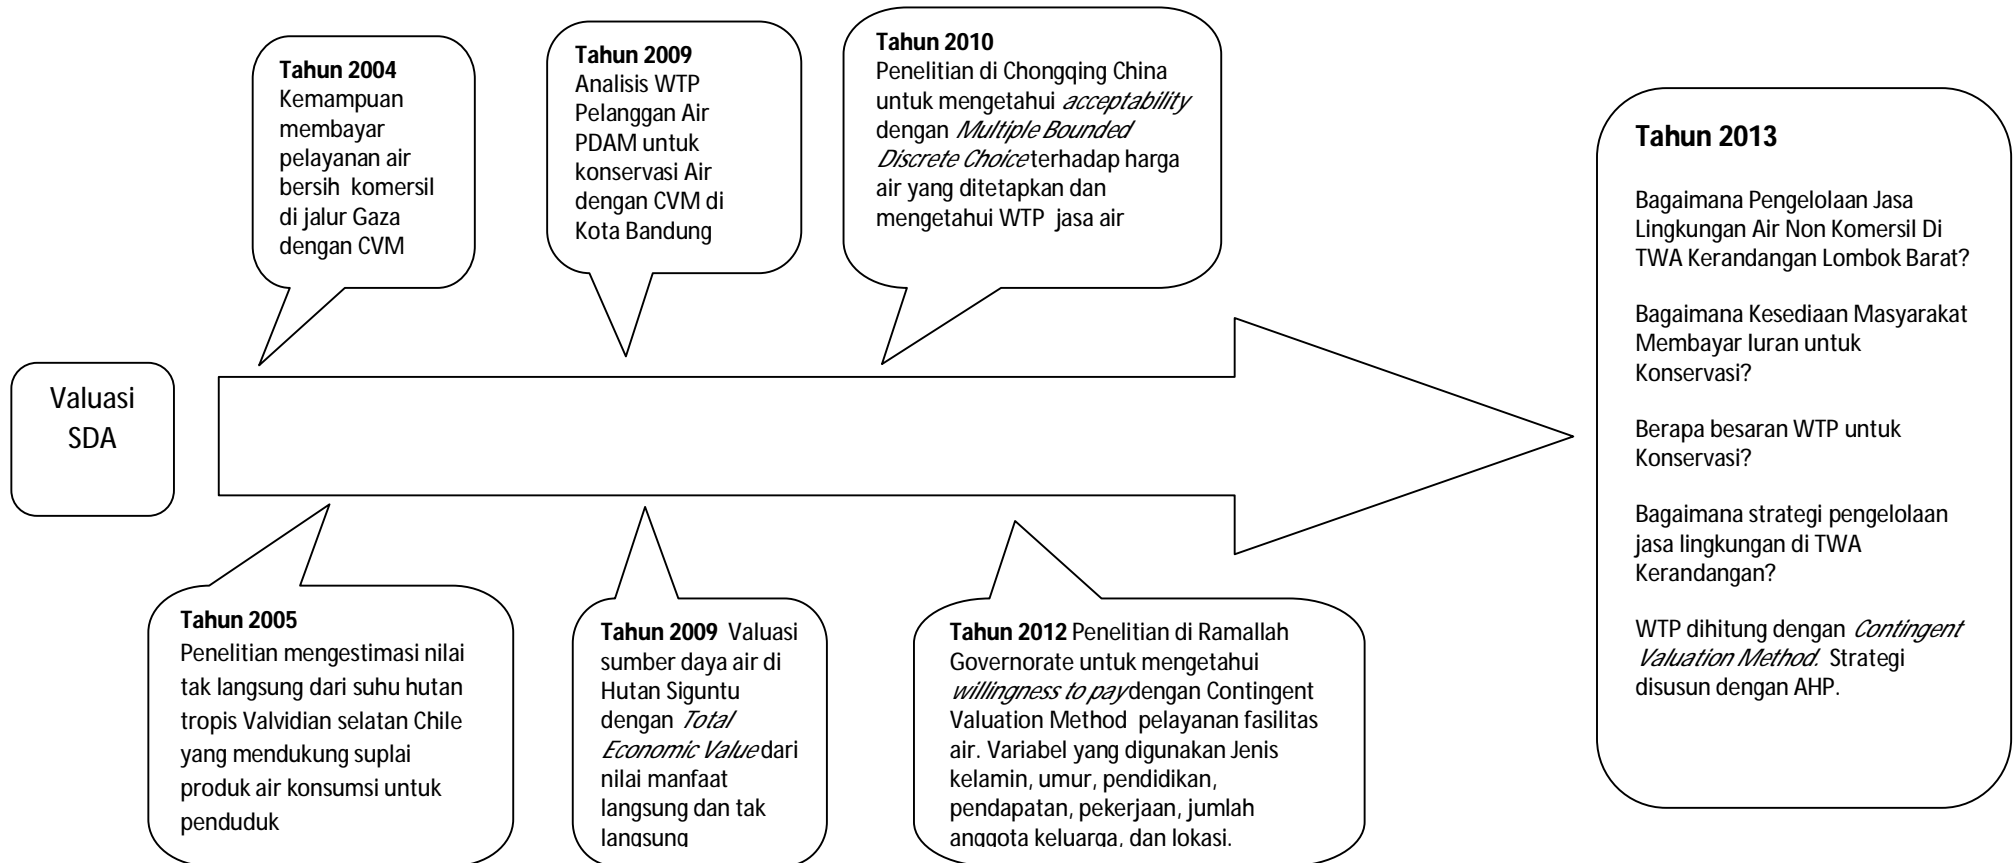 Valuasi
SDA
Tahun 2004
Kemampuan
membayar
pelayanan air
bersih komersil
di jalur Gaza
dengan CVM
Tahun 2009
Analisis WTP
Pelanggan Air
PDAM untuk
konservasi Air
dengan CVM di
Kota Bandung
Tahun 2010
Penelitian di Chongqing China
untuk mengetahui acceptability
dengan Multiple Bounded
Discrete Choice terhadap harga
air yang ditetapkan dan
mengetahui WTP jasa air
Tahun 2005
Penelitian mengestimasi nilai
tak langsung dari suhu hutan
tropis Valvidian selatan Chile
yang mendukung suplai
produk air konsumsi untuk
penduduk
Tahun 2009 Valuasi
sumber daya air di
Hutan Siguntu
dengan Total
Economic Value dari
nilai manfaat
langsung dan tak
langsung
Tahun 2012 Penelitian di Ramallah
Governorate untuk mengetahui
willingness to pay dengan Contingent
Valuation Method pelayanan fasilitas
air. Variabel yang digunakan Jenis
kelamin, umur, pendidikan,
pendapatan, pekerjaan, jumlah
anggota keluarga, dan lokasi.
Tahun 2013
Bagaimana Pengelolaan Jasa
Lingkungan Air Non Komersil Di
TWA Kerandangan Lombok Barat?
Bagaimana Kesediaan Masyarakat
Membayar Iuran untuk
Konservasi?
Berapa besaran WTP untuk
Konservasi?
Bagaimana strategi pengelolaan
jasa lingkungan di TWA
Kerandangan?
WTP dihitung dengan Contingent
Valuation Method. Strategi
disusun dengan AHP.